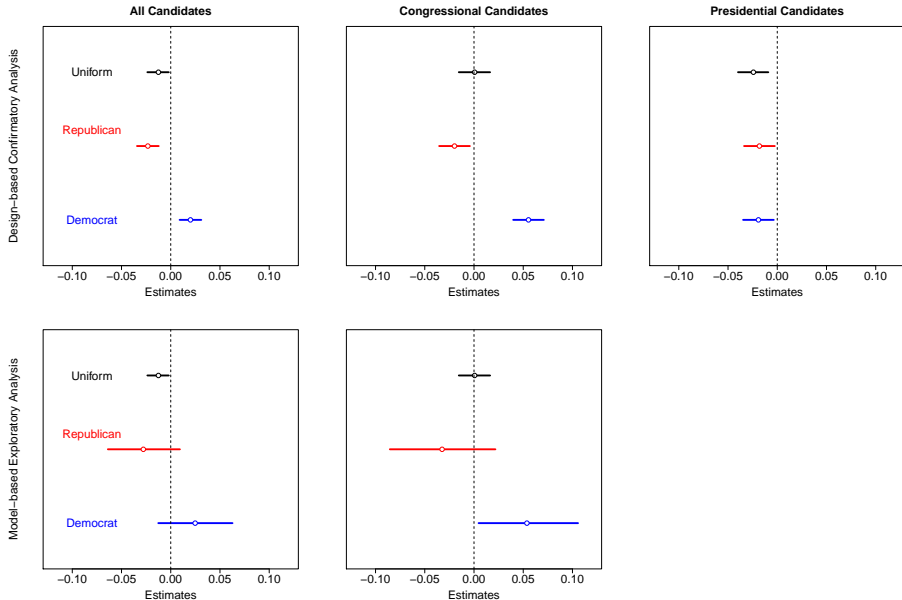 All Candidates
Congressional Candidates
Presidential Candidates
Design−based Confirmatory Analysis
Uniform
Republican
Democrat
−0.10 −0.05 0.00 0.05 0.10
Estimates
−0.10 −0.05 0.00 0.05 0.10
Estimates
−0.10 −0.05 0.00 0.05 0.10
Estimates
Model−based Exploratory Analysis
Uniform
Republican
Democrat
−0.10 −0.05 0.00 0.05 0.10
Estimates
−0.10 −0.05 0.00 0.05 0.10
Estimates